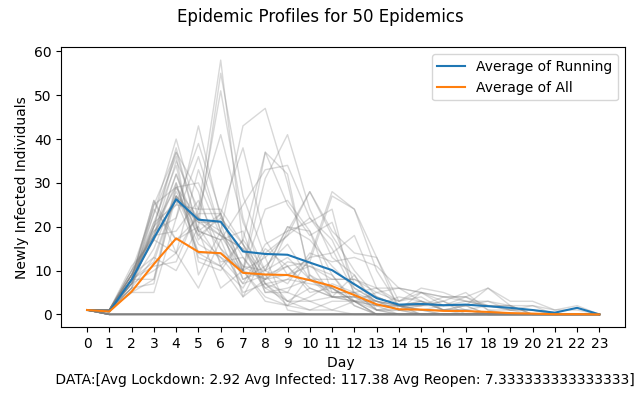 Epidemic Profiles for 50 Epidemics
60
50
40
30
20
10
0
Newly Infected Individuals
Average of Running
Average of All
0 1 2 3 4 5 6 7 8 9 10 11 12 13 14 15 16 17 18 19 20 21 22 23
Day
DATA:[Avg Lockdown: 2.92 Avg Infected: 117.38 Avg Reopen: 7.333333333333333]